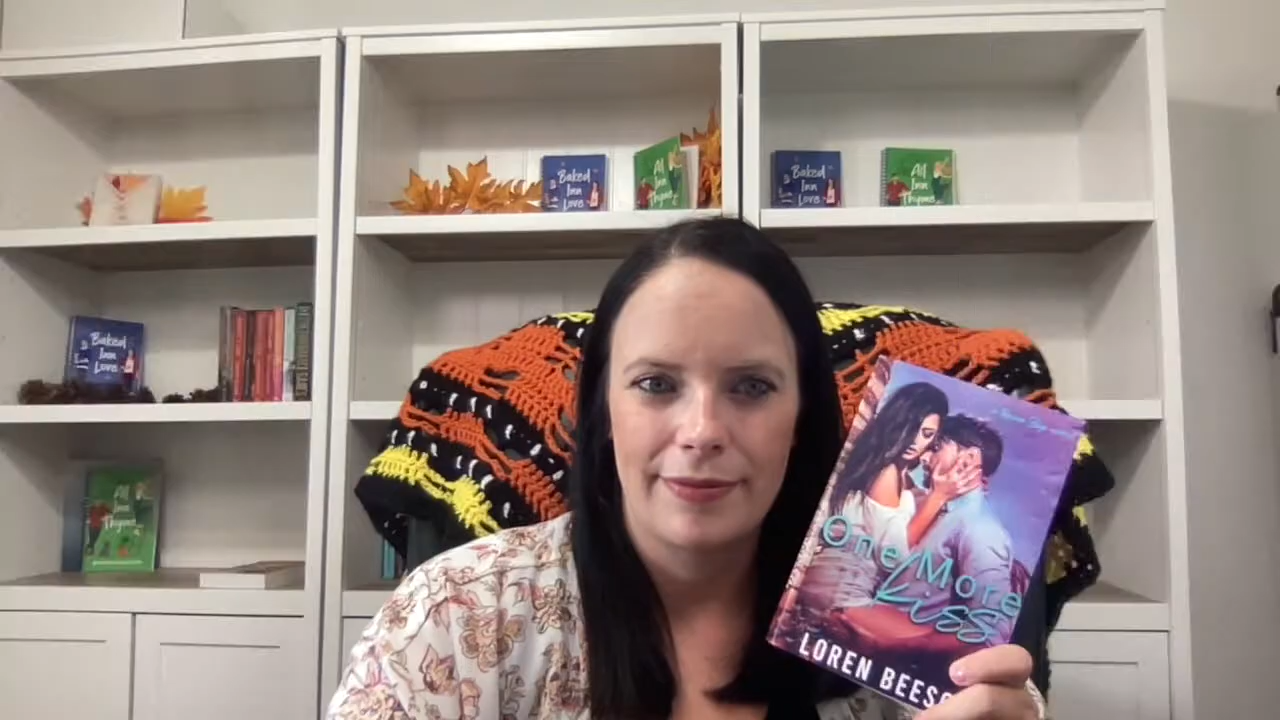 Baked
Inn
Love
All
Inn
Thyme
Baked
Inn
Love
All
Inn
Thyme
Baked
Inn
Love
All
Inn
Thyme
One More
Kiss
LOREN BEES